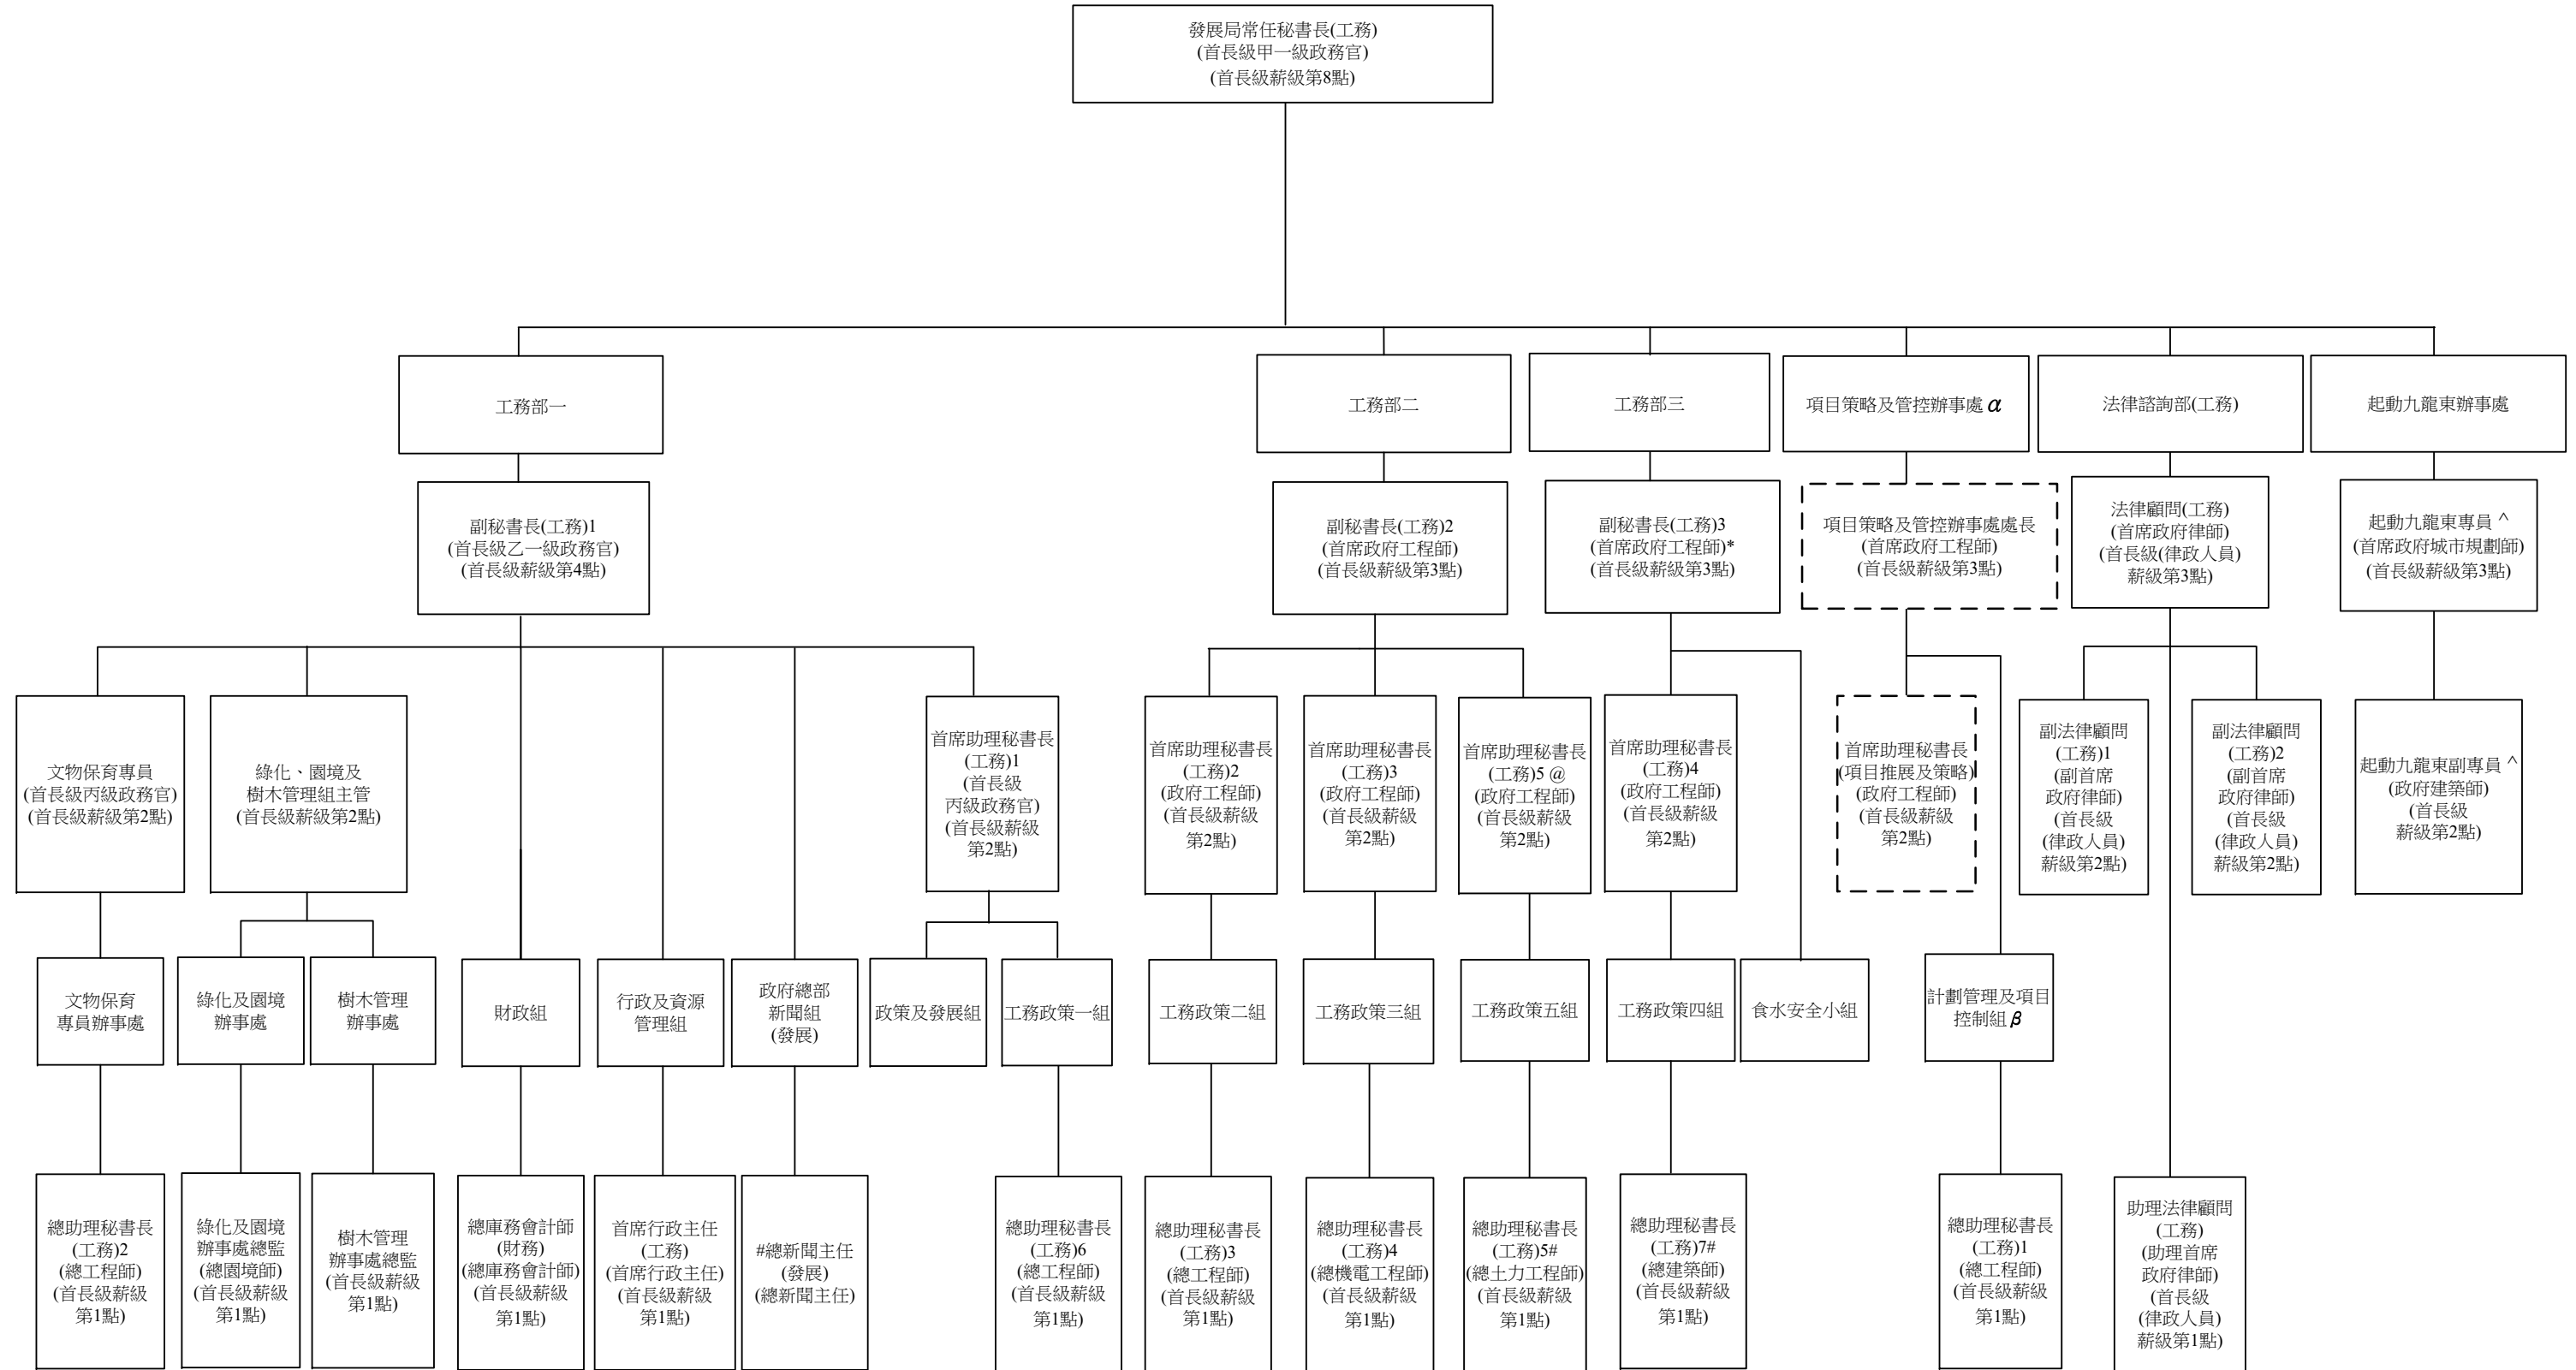 發展局常任秘書長(工務)
(首長級甲一級政務官)
(首長級薪級第8點)
工務部一
工務部二
工務部三
項目策略及管控辦事處 α
法律諮詢部(工務)
起動九龍東辦事處
副秘書長(工務)1
(首長級乙一級政務官)
(首長級薪級第4點)
副秘書長(工務)2
(首席政府工程師)
(首長級薪級第3點)
副秘書長(工務)3
(首席政府工程師)*
(首長級薪級第3點)
項目策略及管控辦事處處長
(首席政府工程師)
(首長級薪級第3點)
法律顧問(工務)
(首席政府律師)
(首長級(律政人員)
薪級第3點)
起動九龍東專員 ^
(首席政府城市規劃師)
(首長級薪級第3點)
文物保育專員
(首長級丙級政務官)
(首長級薪級第2點)
綠化、園境及
樹木管理組主管
(首長級薪級第2點)
首席助理秘書長
(工務)1
(首長級
丙級政務官)
(首長級薪級
第2點)
首席助理秘書長
(工務)2
(政府工程師)
(首長級薪級
第2點)
首席助理秘書長
(工務)3
(政府工程師)
(首長級薪級
第2點)
首席助理秘書長
(工務)5 @
(政府工程師)
(首長級薪級
第2點)
首席助理秘書長
(工務)4
(政府工程師)
(首長級薪級
第2點)
首席助理秘書長
(項目推展及策略)
(政府工程師)
(首長級薪級
第2點)
副法律顧問
(工務)1
(副首席
政府律師)
(首長級
(律政人員)
薪級第2點)
副法律顧問
(工務)2
(副首席
政府律師)
(首長級
(律政人員)
薪級第2點)
起動九龍東副專員 ^
(政府建築師)
(首長級
薪級第2點)
文物保育
專員辦事處
綠化及園境
辦事處
樹木管理
辦事處
財政組
行政及資源
管理組
政府總部
新聞組
(發展)
政策及發展組
工務政策一組
工務政策二組
工務政策三組
工務政策五組
工務政策四組
食水安全小組
計劃管理及項目
控制組 β
總助理秘書長
(工務)2
(總工程師)
(首長級薪級
第1點)
綠化及園境
辦事處總監
(總園境師)
(首長級薪級
第1點)
樹木管理
辦事處總監
(首長級薪級
第1點)
總庫務會計師
(財務)
(總庫務會計師)
(首長級薪級
第1點)
首席行政主任
(工務)
(首席行政主任)
(首長級薪級
第1點)
#總新聞主任
(發展)
(總新聞主任)
總助理秘書長
(工務)6
(總工程師)
(首長級薪級
第1點)
總助理秘書長
(工務)3
(總工程師)
(首長級薪級
第1點)
總助理秘書長
(工務)4
(總機電工程師)
(首長級薪級
第1點)
總助理秘書長
(工務)5#
(總土力工程師)
(首長級薪級
第1點)
總助理秘書長
(工務)7#
(總建築師)
(首長級薪級
第1點)
總助理秘書長
(工務)1
(總工程師)
(首長級薪級
第1點)
助理法律顧問
(工務)
(助理首席
政府律師)
(首長級
(律政人員)
薪級第1點)